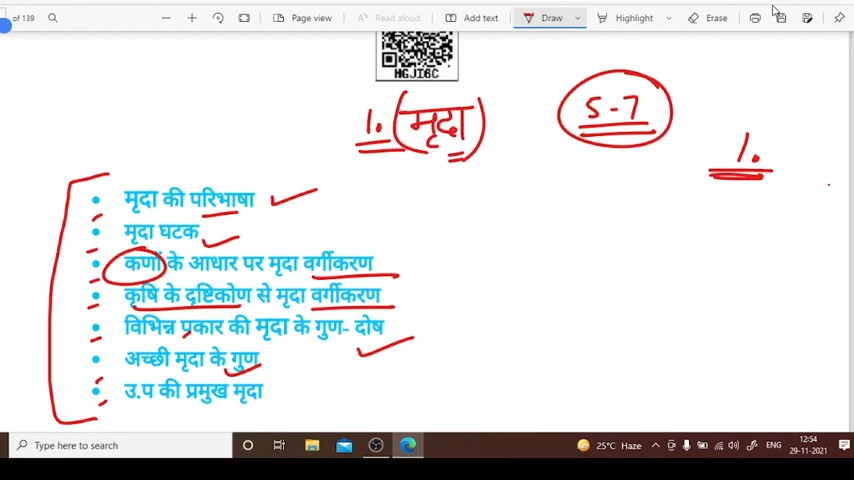 of 139
Page view
Read aloud
Add text
Draw
Highlight
Erase
HGJI6C
1. (मृदा)
5-7
1.
• मृदा की परिभाषा
• मृदा घटक
• कणों के आधार पर मृदा वर्गीकरण
• कृषि के दृष्टिकोण से मृदा वर्गीकरण
• विभिन्न प्रकार की मृदा के गुण- दोष
• अच्छी मृदा के गुण
• उ.प की प्रमुख मृदा
Type here to search
25°C Haze
ENG
12:54
29-11-2021